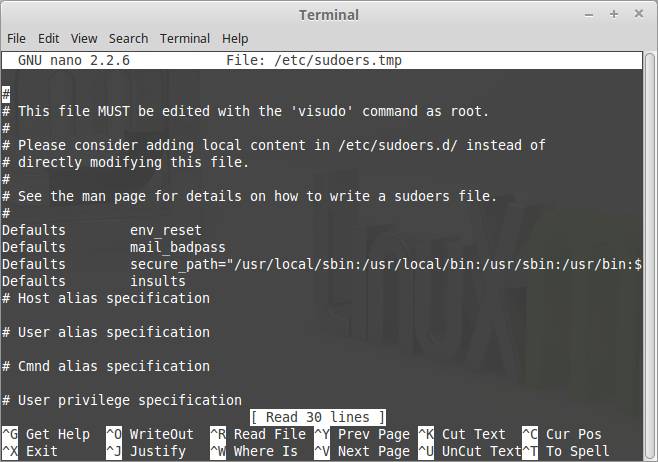 Terminal
File Edit View Search Terminal Help
GNU nano 2.2.6 File: /etc/sudoers.tmp
#
# This file MUST be edited with the 'visudo' command as root.
#
# Please consider adding local content in /etc/sudoers.d/ instead of
# directly modifying this file.
#
# See the man page for details on how to write a sudoers file.
#
Defaults env_reset
Defaults mail_badpass
Defaults secure_path="/usr/local/sbin:/usr/local/bin:/usr/sbin:/usr/bin:$
Defaults insults
# Host alias specification
# User alias specification
# Cmnd alias specification
# User privilege specification
[ Read 30 lines ]
^G Get Help ^O WriteOut ^R Read File ^Y Prev Page ^K Cut Text ^C Cur Pos
^X Exit ^J Justify ^W Where Is ^V Next Page ^U UnCut Text ^T To Spell